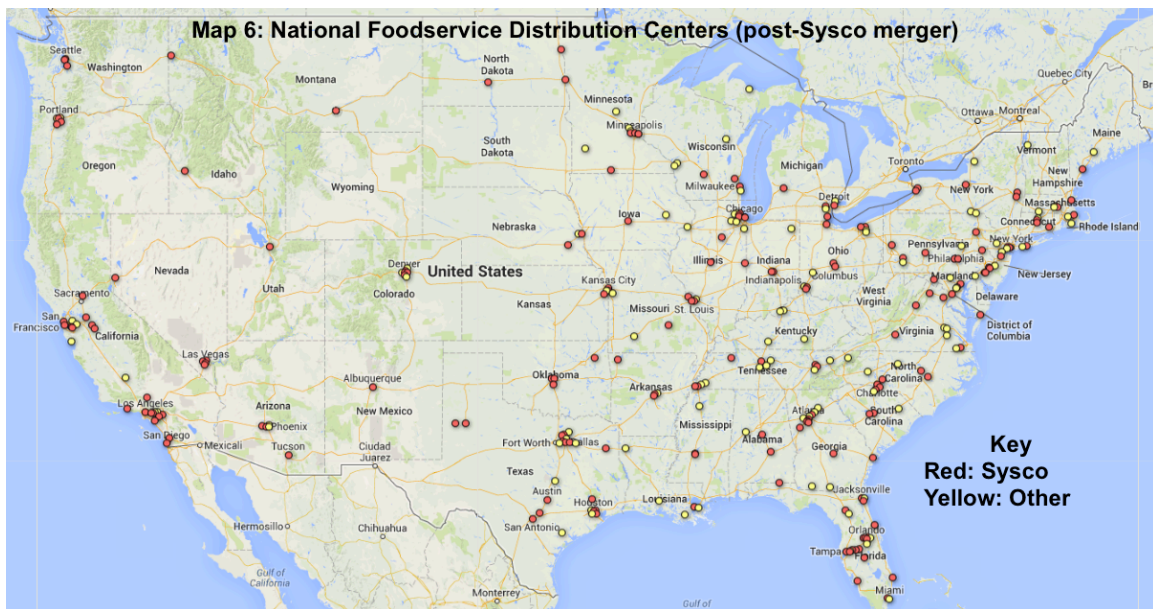 Map 6: National Foodservice Distribution Centers (post-Sysco merger)
Seattle
Washington
Montana
North
Dakota
Minnesota
Quebec City
Ottawa
Montreal
Maine
Portland
Minneapolis
Wisconsin
Vermont
Toronto
Oregon
Idaho
South
Dakota
Michigan
New
Hampshire
Wyoming
Milwaukee
Detroit
New York
Massachusetts
Chicago
Connecticut
Rhode Island
Iowa
Nebraska
Nevada
Utah
Denver
United States
Colorado
Illinois
Indiana
Indianapolis
Ohio
Columbus
Pennsylvania
New York
Philadelphia
Maryland
New Jersey
Sacramento
San
Francisco
California
Kansas City
Kansas
Missouri
St. Louis
West
Virginia
Delaware
District of
Columbia
Kentucky
Virginia
Las Vegas
Albuquerque
Oklahoma
Arkansas
Tennessee
North
Carolina
Charlotte
Los Angeles
Arizona
Phoenix
New Mexico
Mississippi
Atlanta
South
Carolina
San Diego
Mexicali
Tucson
Ciudad
Juarez
Fort Worth
Dallas
Alabama
Georgia
Key
Red: Sysco
Yellow: Other
Texas
Austin
Houston
Louisiana
Jacksonville
San Antonio
Hermosillo
Chihuahua
Orlando
Tampa
Florida
Gulf of
California
Monterrey
Gulf of
Miami